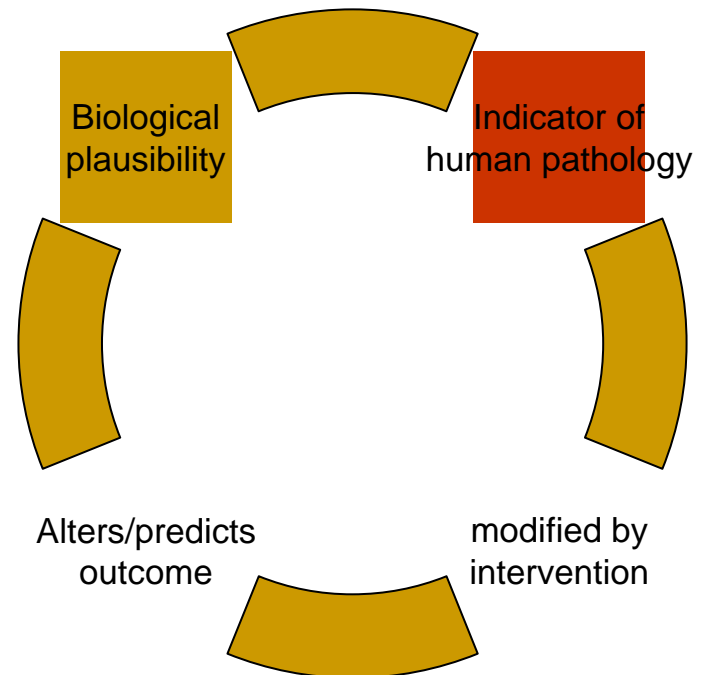 Biological
plausibility
Indicator of
human pathology
Alters/predicts
outcome
modified by
intervention